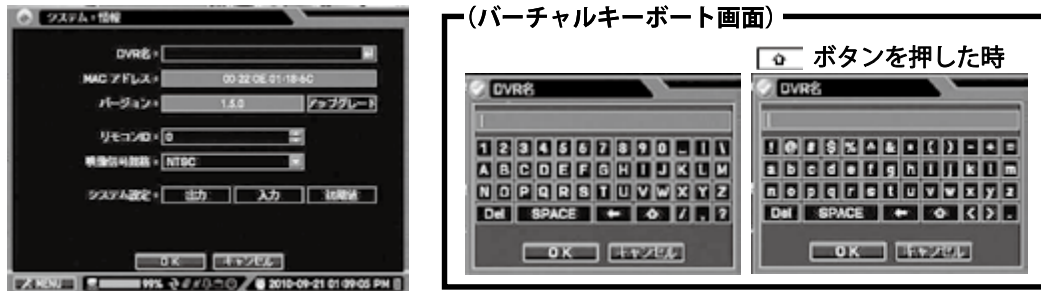 システム・情報
DVR名・
MACアドレス・ 00-22-0E-01-18-6C
バージョン・ 1.5.0 アップグレード
リモコンID・ 0
映像信号規格・ NTSC
システム設定・ 出力 入力 初期値
OK キャンセル
MENU 99% 2010-09-21 01:39:05 PM
(バーチャルキーボート画面)
ボタンを押した時
DVR名
1 2 3 4 5 6 7 8 9 0 _ [ \
A B C D E F G H I J K L M
N O P Q R S T U V W X Y Z
Del SPACE ← / . ?
OK キャンセル
DVR名
! @ # $ % ^ & * ( ) - + =
a b c d e f g h i j k l m
n o p q r s t u v w x y z
Del SPACE ← < > .
OK キャンセル